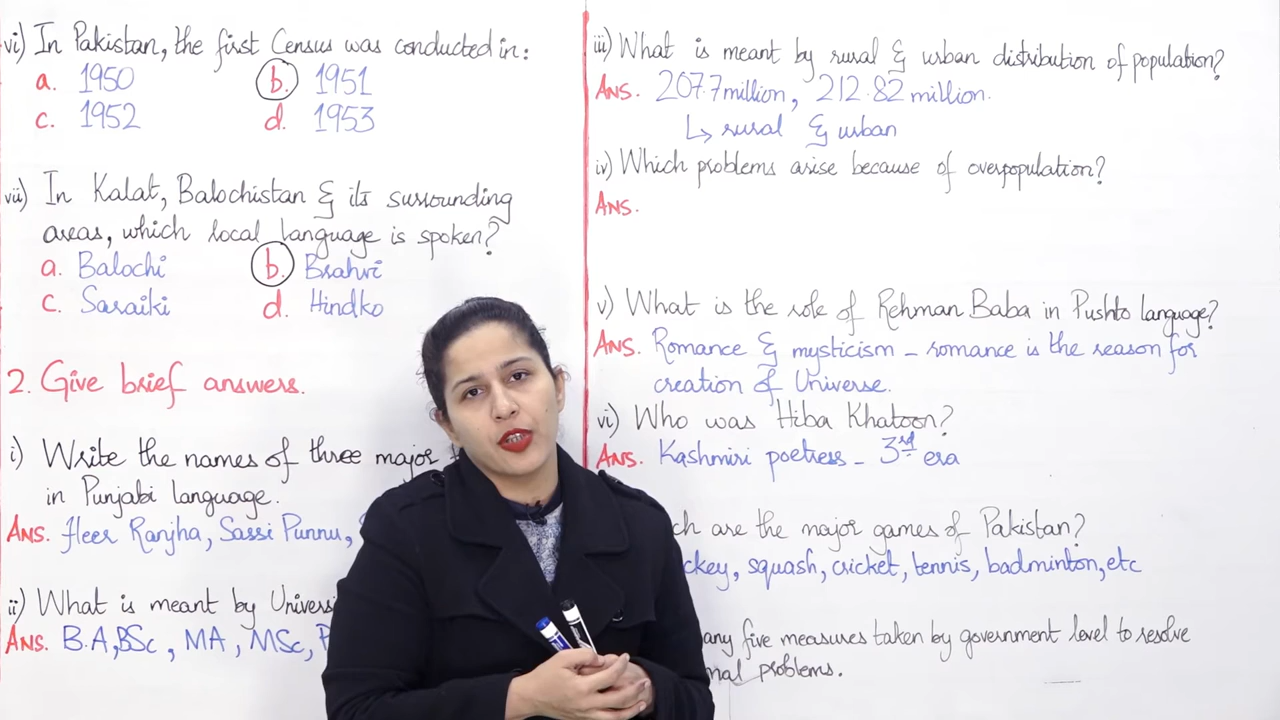 vi) In Pakistan, the first Census was conducted in:
a. 1950 b. 1951
c. 1952 d. 1953
vii) In Kalat, Balochistan & its surrounding
areas, which local language is spoken?
a. Balochi b. Brahvi
c. Saraiki d. Hindko
2. Give brief answers.
i) Write the names of three major
in Punjabi language.
Ans. Heer Ranjha, Sassi Punnu,
ii) What is meant by
Ans. B.A, BSc, MA, MSc,
iii) What is meant by rural & urban distribution of population?
Ans. 207.7 million, 212.82 million.
↳ rural & urban
iv) Which problems arise because of overpopulation?
Ans.
v) What is the role of Rehman Baba in Pushto language?
Ans. Romance & mysticism - romance is the reason for
creation of Universe.
vi) Who was Hiba Khatoon?
Ans. Kashmiri poetress - 3rd era
are the major games of Pakistan?
squash, cricket, tennis, badminton, etc
any five measures taken by government level to resolve
problems.